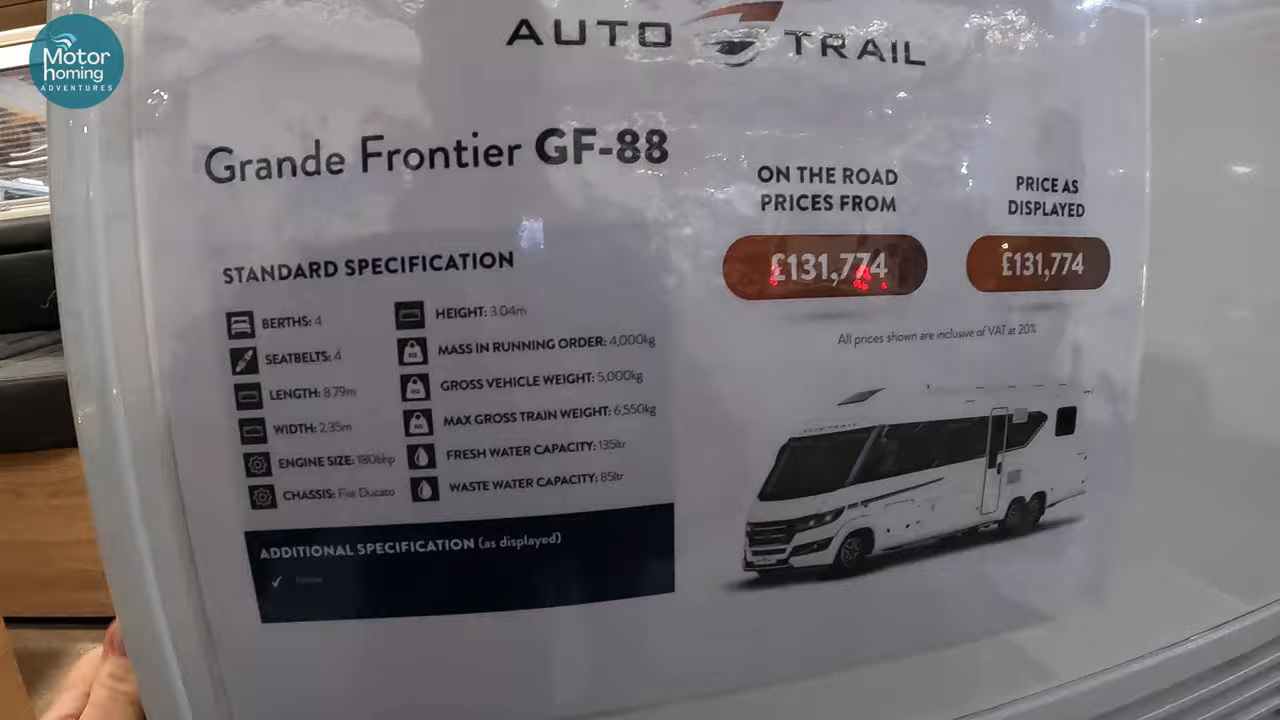 Motor
homing
ADVENTURES
AUTO TRAIL
Grande Frontier GF-88
ON THE ROAD
PRICES FROM
£131,774
PRICE AS
DISPLAYED
£131,774
All prices shown are inclusive of VAT at 20%
STANDARD SPECIFICATION
BERTHS: 4
SEATBELTS: 4
LENGTH: 8.79m
WIDTH: 2.35m
ENGINE SIZE: 180bhp
CHASSIS: Fiat Ducato
HEIGHT: 3.04m
MASS IN RUNNING ORDER: 4,000kg
GROSS VEHICLE WEIGHT: 5,000kg
MAX GROSS TRAIN WEIGHT: 6,550kg
FRESH WATER CAPACITY: 135ltr
WASTE WATER CAPACITY: 85ltr
ADDITIONAL SPECIFICATION (as displayed)